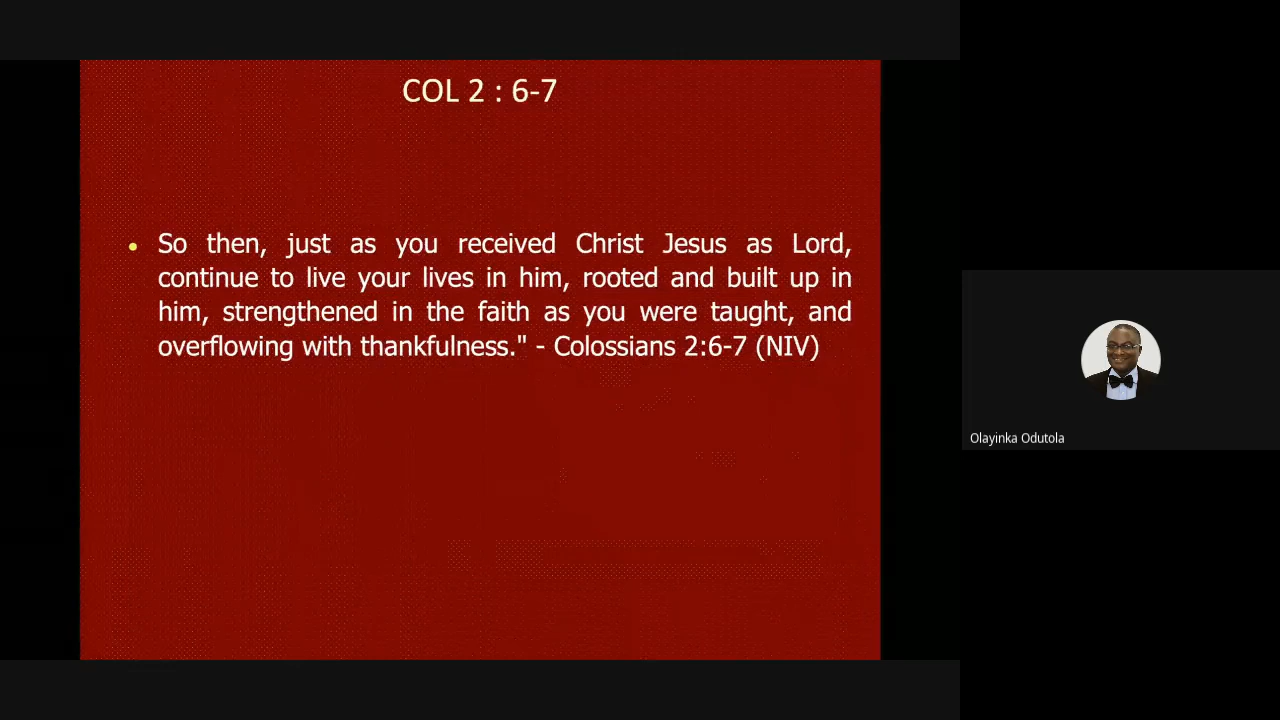 COL 2 : 6-7
• So then, just as you received Christ Jesus as Lord,
continue to live your lives in him, rooted and built up in
him, strengthened in the faith as you were taught, and
overflowing with thankfulness." - Colossians 2:6-7 (NIV)
Olayinka Odutola